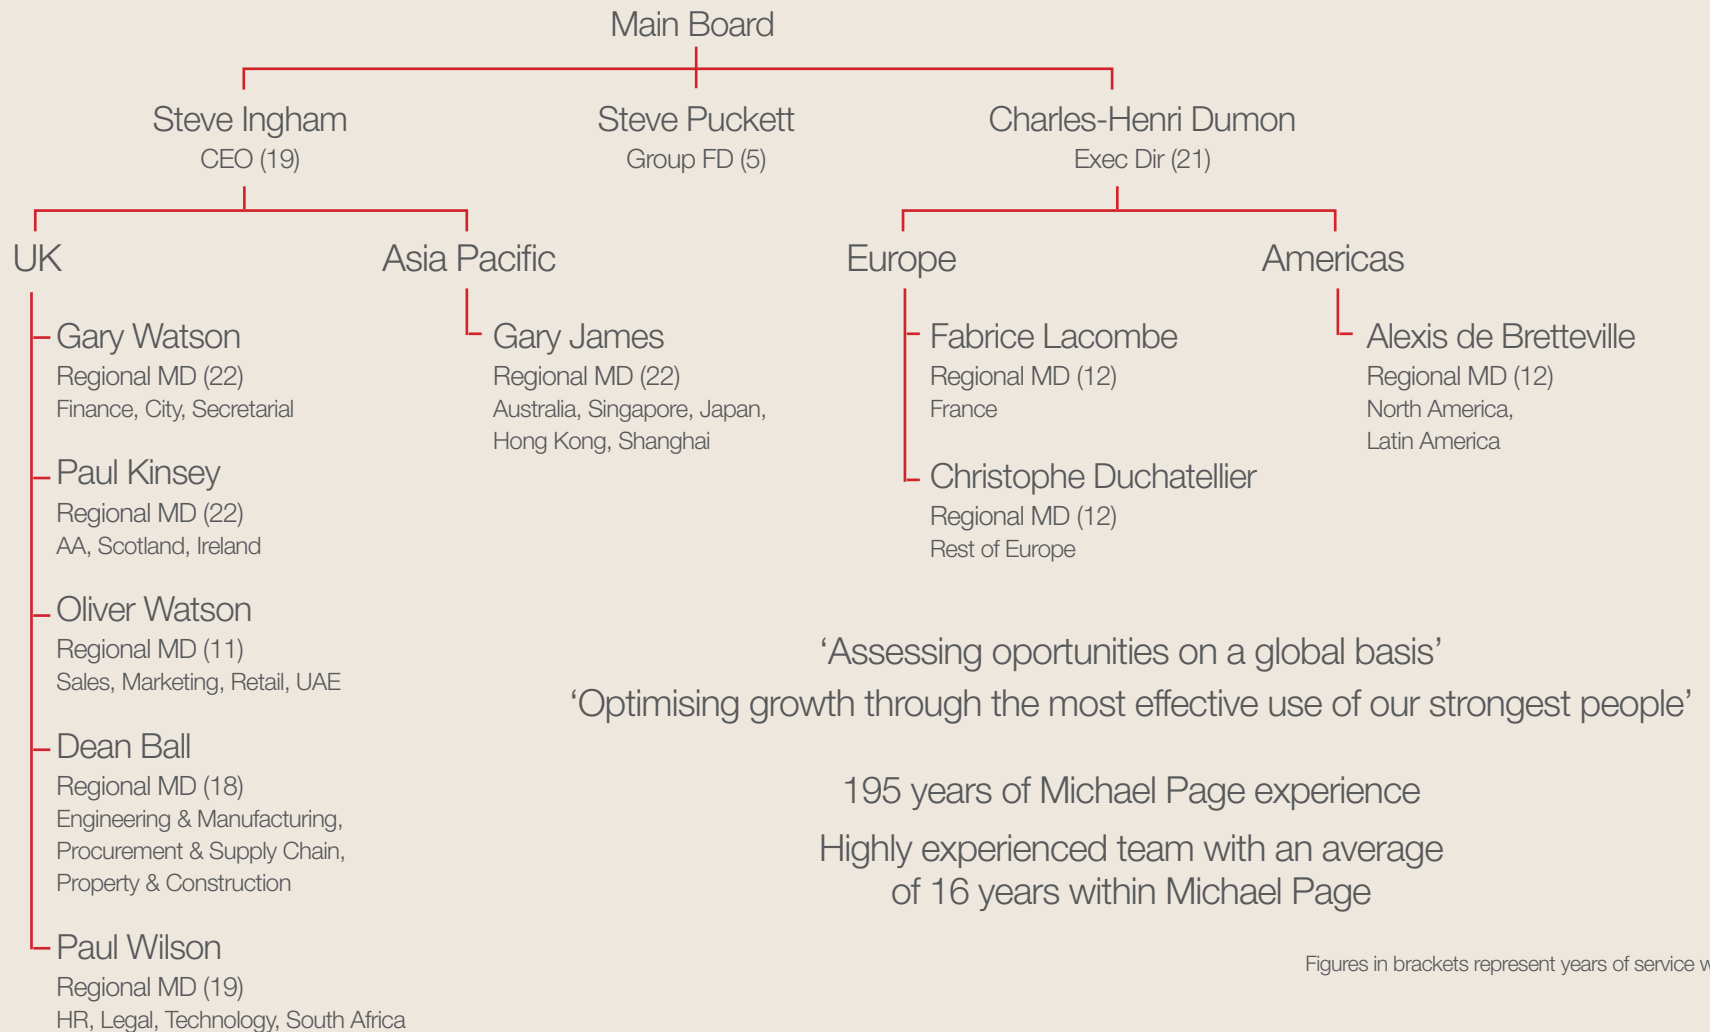 Main Board
Steve Ingham
CEO (19)
Steve Puckett
Group FD (5)
Charles-Henri Dumon
Exec Dir (21)
UK
Gary Watson
Regional MD (22)
Finance, City, Secretarial
Paul Kinsey
Regional MD (22)
AA, Scotland, Ireland
Oliver Watson
Regional MD (11)
Sales, Marketing, Retail, UAE
Dean Ball
Regional MD (18)
Engineering & Manufacturing,
Procurement & Supply Chain,
Property & Construction
Paul Wilson
Regional MD (19)
HR, Legal, Technology, South Africa
Asia Pacific
Gary James
Regional MD (22)
Australia, Singapore, Japan,
Hong Kong, Shanghai
Europe
Fabrice Lacombe
Regional MD (12)
France
Christophe Duchatellier
Regional MD (12)
Rest of Europe
Americas
Alexis de Bretteville
Regional MD (12)
North America,
Latin America
‘Assessing oportunities on a global basis’
‘Optimising growth through the most effective use of our strongest people’
195 years of Michael Page experience
Highly experienced team with an average
of 16 years within Michael Page
Figures in brackets represent years of service